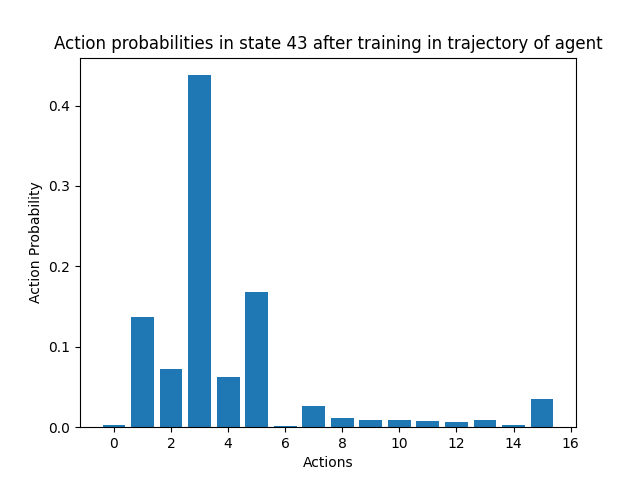 Action probabilities in state 43 after training in trajectory of agent
Action Probability
0.4
0.3
0.2
0.1
0.0
0 2 4 6 8 10 12 14 16
Actions